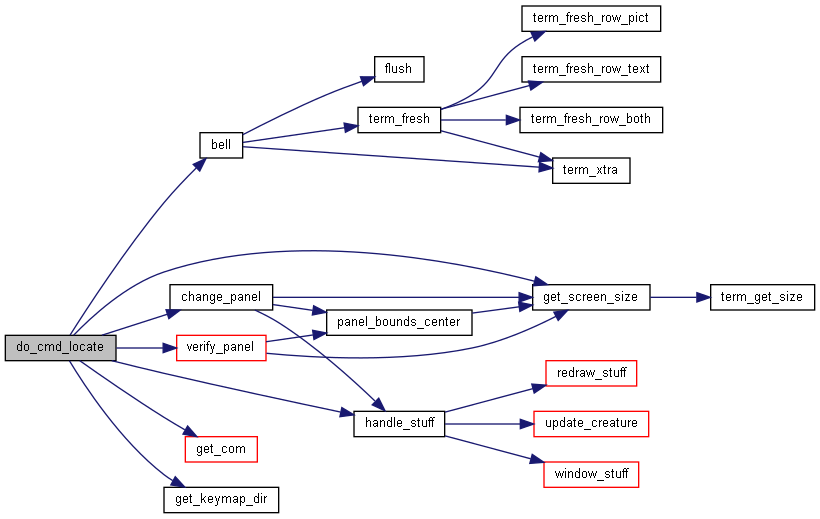 term_fresh_row_pict
flush
term_fresh_row_text
term_fresh
term_fresh_row_both
bell
term_xtra
change_panel
get_screen_size
term_get_size
panel_bounds_center
do_cmd_locate
verify_panel
redraw_stuff
handle_stuff
update_creature
get_com
window_stuff
get_keymap_dir